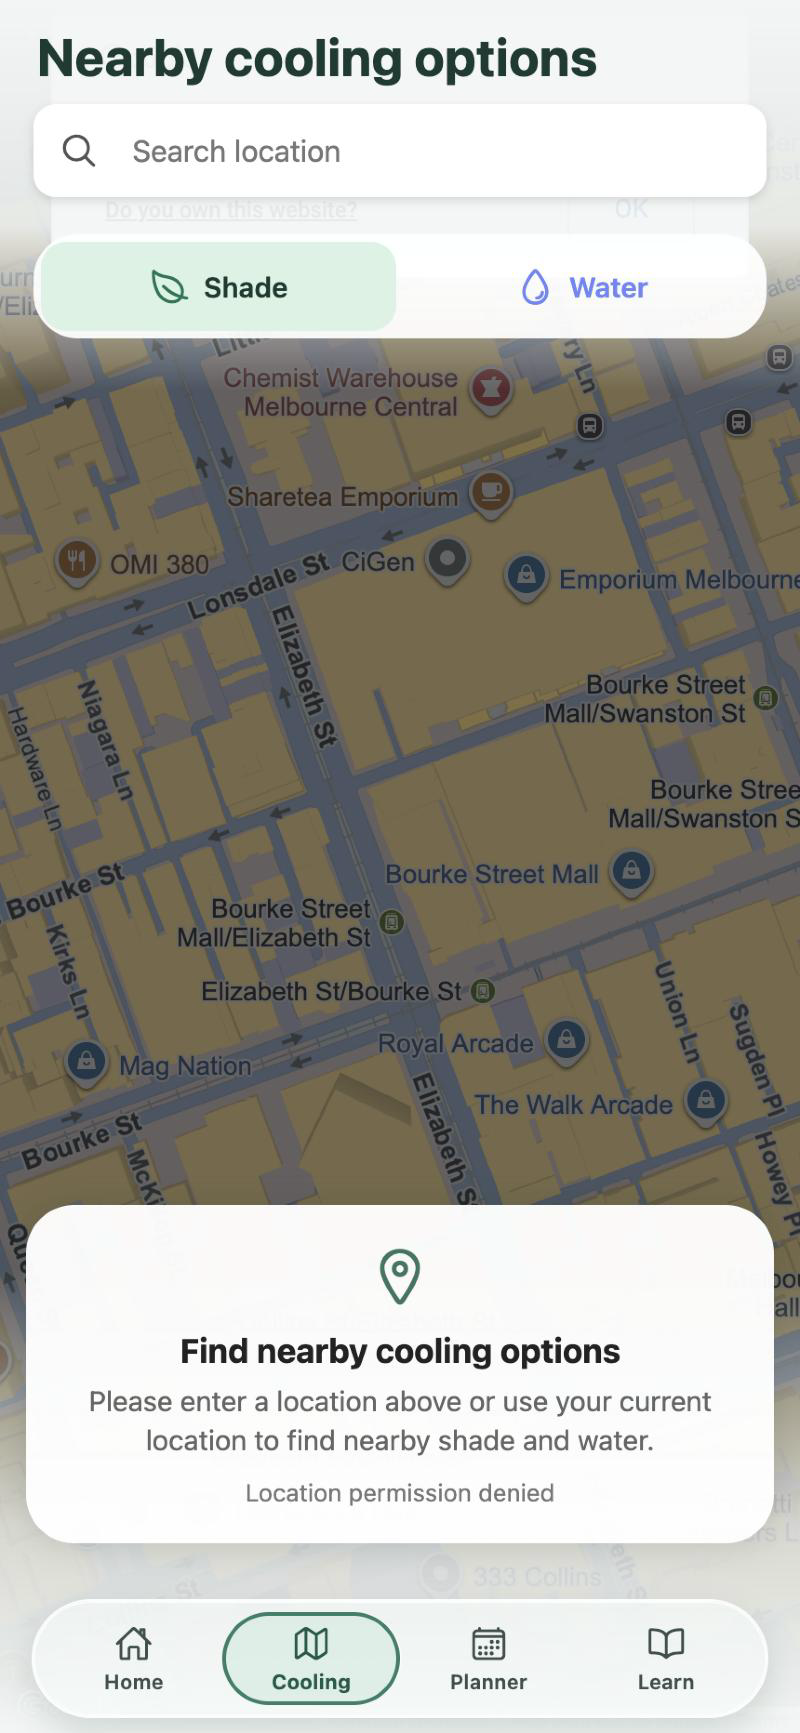 Nearby cooling options
Search location
Do you own this website?
OK
Shade
Water
Chemist Warehouse
Melbourne Central
Sharetea Emporium
OMI 380
Lonsdale St
CiGen
Emporium Melbourne
Elizabeth St
Niagara Ln
Hardware Ln
Bourke Street
Mall/Swanston St
Bourke Stree
Mall/Swanston S
Bourke Street Mall
Bourke St
Bourke Street
Mall/Elizabeth St
Kirks Ln
Elizabeth St/Bourke St
Union Ln
Sugden Pl
Royal Arcade
Mag Nation
The Walk Arcade
Elizabeth S
Bourke St
Howey Pl
Find nearby cooling options
Please enter a location above or use your current
location to find nearby shade and water.
Location permission denied
333 Collins
Home
Cooling
Planner
Learn